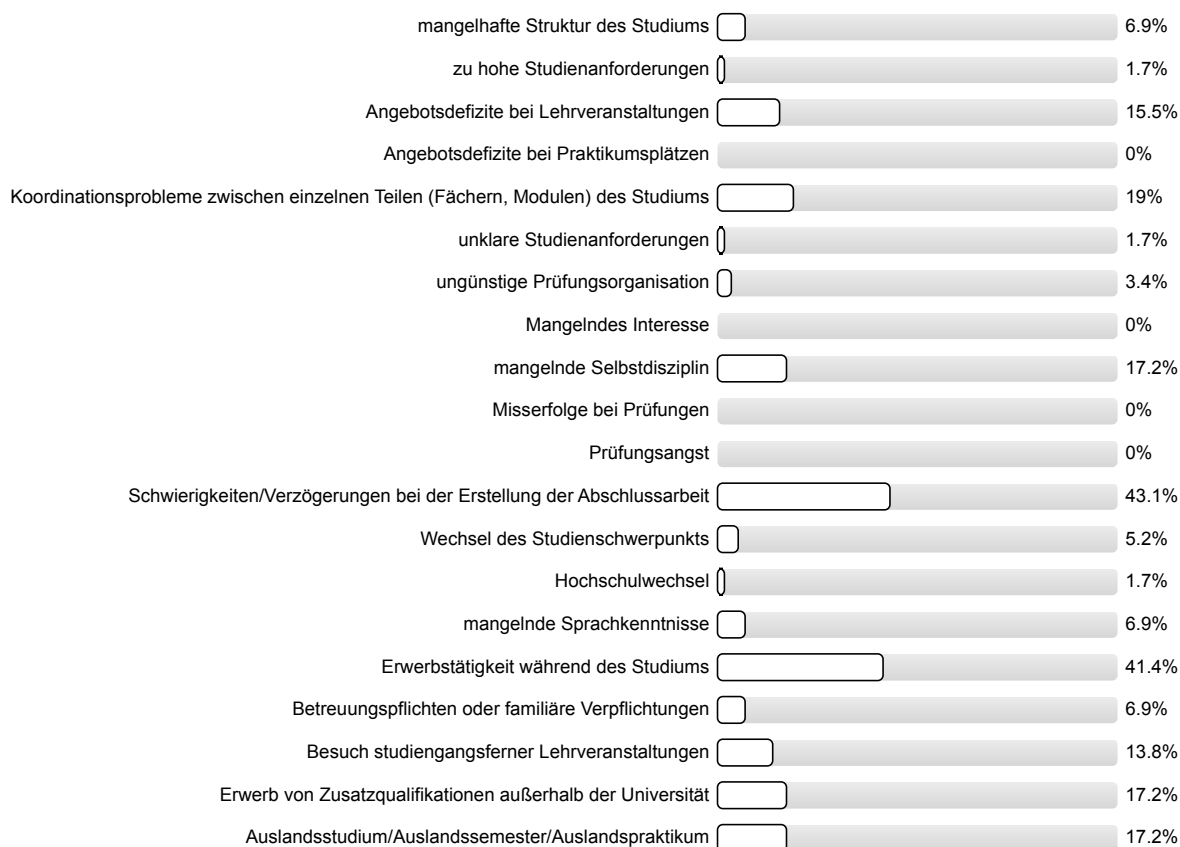 mangelhafte Struktur des Studiums 6.9%
zu hohe Studienanforderungen 1.7%
Angebotsdefizite bei Lehrveranstaltungen 15.5%
Angebotsdefizite bei Praktikumsplätzen 0%
Koordinationsprobleme zwischen einzelnen Teilen (Fächern, Modulen) des Studiums 19%
unklare Studienanforderungen 1.7%
ungünstige Prüfungsorganisation 3.4%
Mangelndes Interesse 0%
mangelnde Selbstdisziplin 17.2%
Misserfolge bei Prüfungen 0%
Prüfungsangst 0%
Schwierigkeiten/Verzögerungen bei der Erstellung der Abschlussarbeit 43.1%
Wechsel des Studienschwerpunkts 5.2%
Hochschulwechsel 1.7%
mangelnde Sprachkenntnisse 6.9%
Erwerbstätigkeit während des Studiums 41.4%
Betreuungspflichten oder familiäre Verpflichtungen 6.9%
Besuch studiengangsferner Lehrveranstaltungen 13.8%
Erwerb von Zusatzqualifikationen außerhalb der Universität 17.2%
Auslandsstudium/Auslandssemester/Auslandspraktikum 17.2%